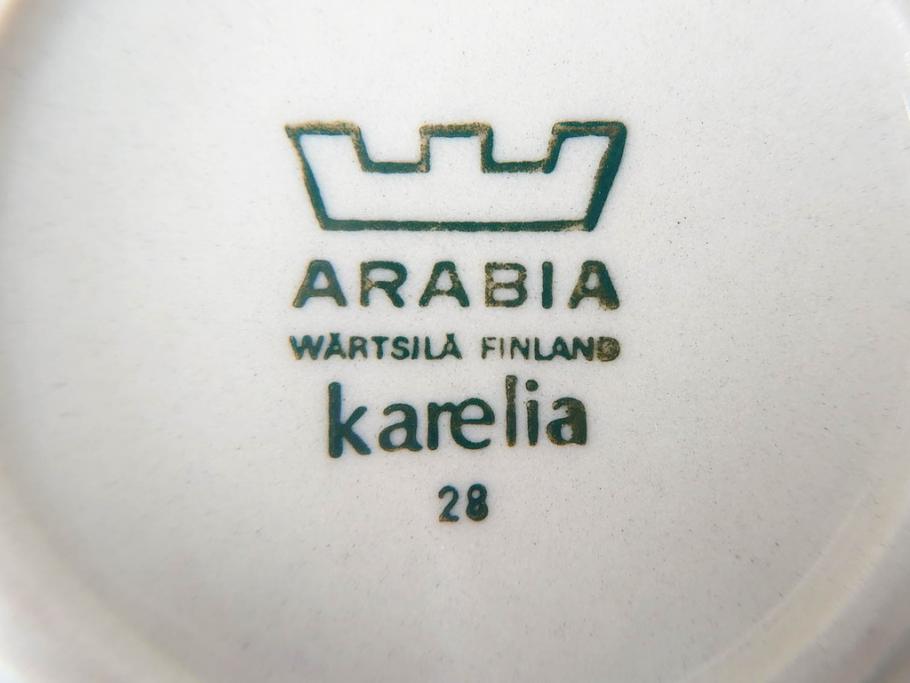 ARABIA
WÄRTSILÄ FINLAND
karelia
28